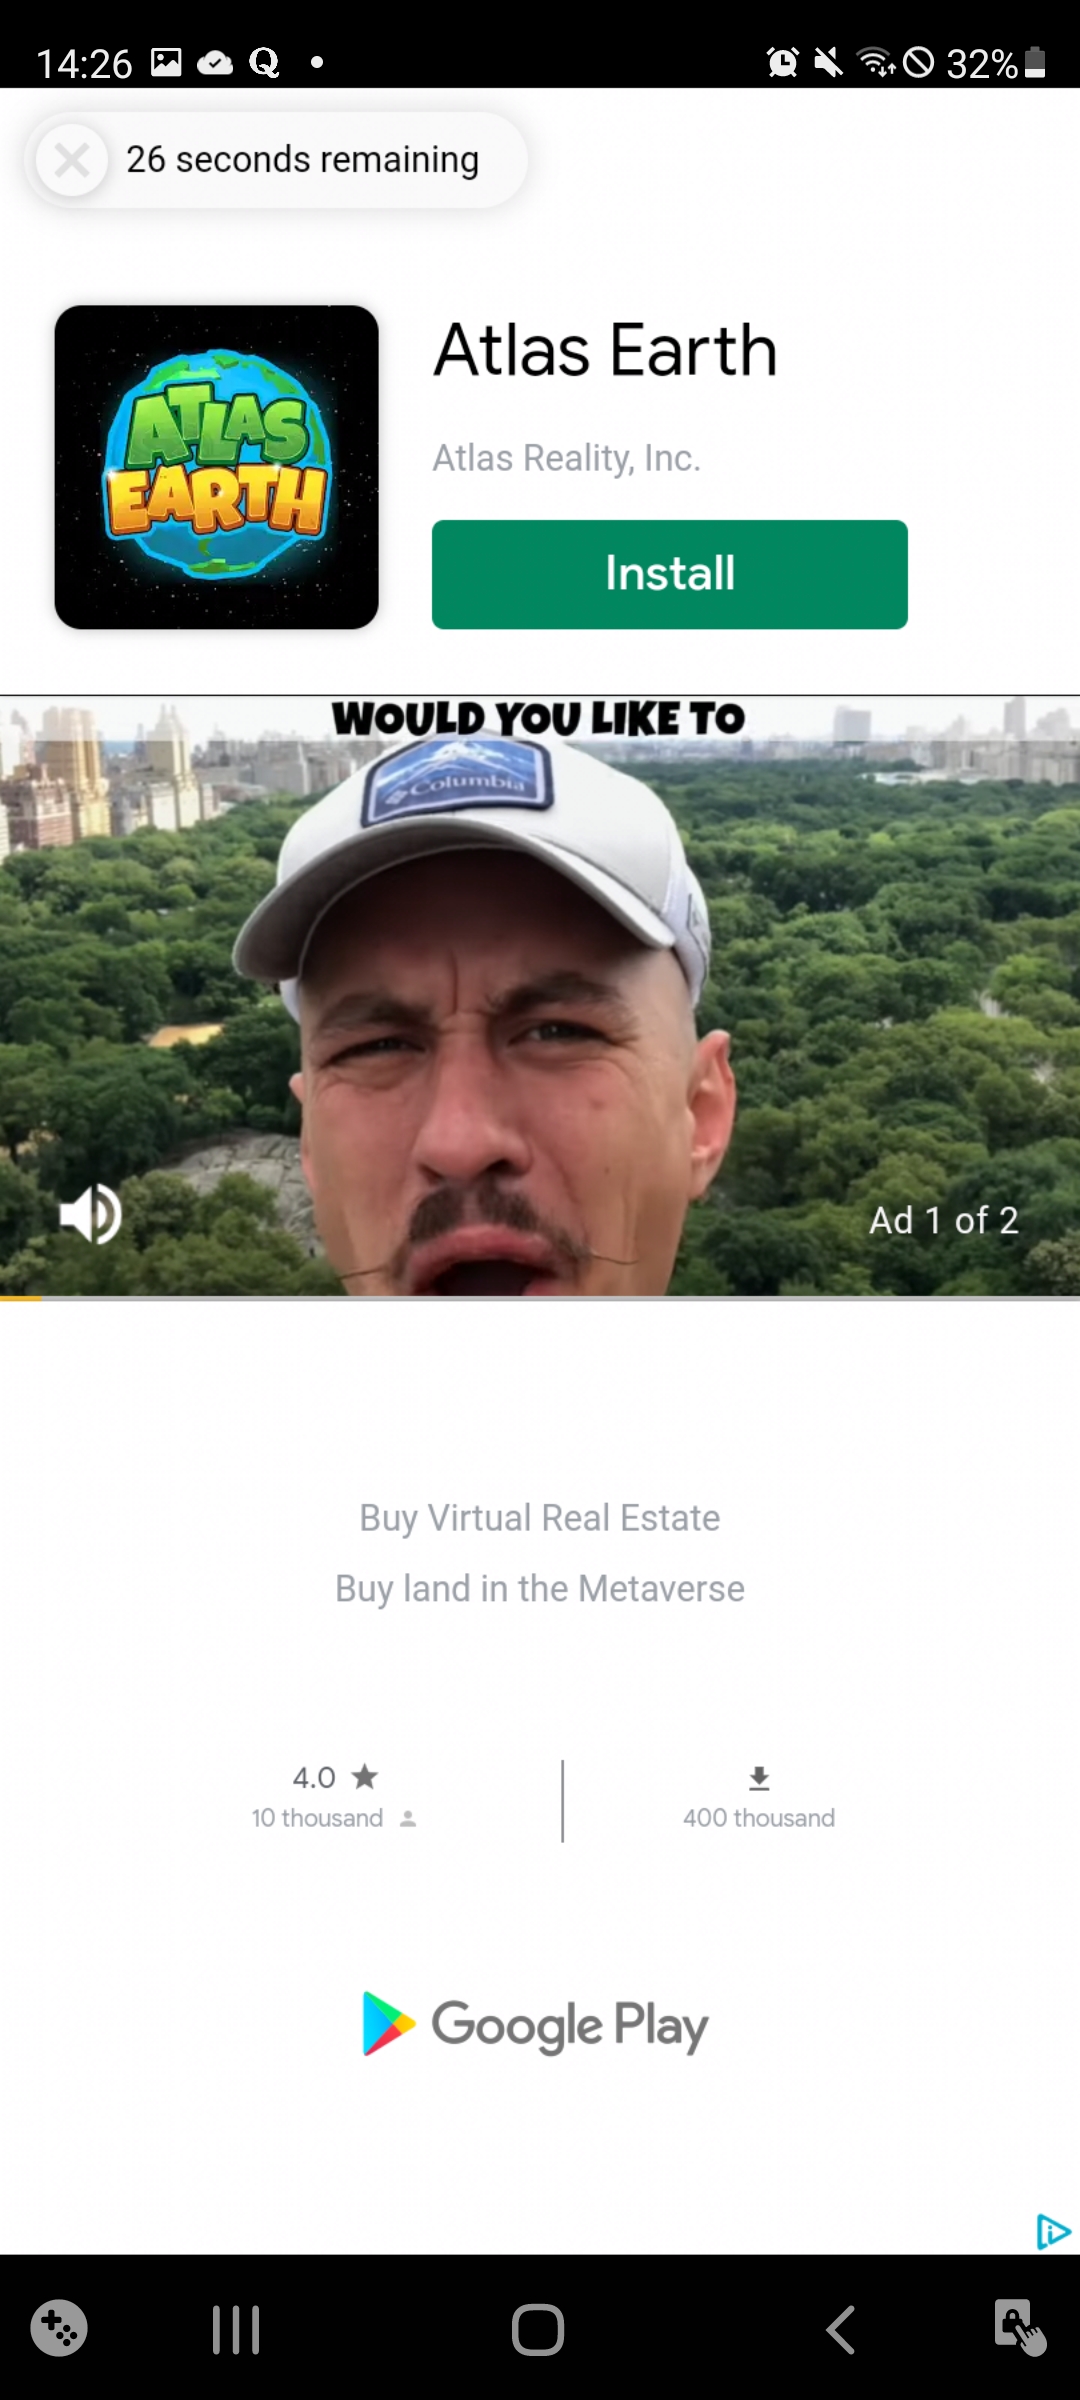 14:26
32%
26 seconds remaining
ATLAS
EARTH
Atlas Earth
Atlas Reality, Inc.
Install
WOULD YOU LIKE TO
Columbia
Ad 1 of 2
Buy Virtual Real Estate
Buy land in the Metaverse
4.0
10 thousand
400 thousand
Google Play